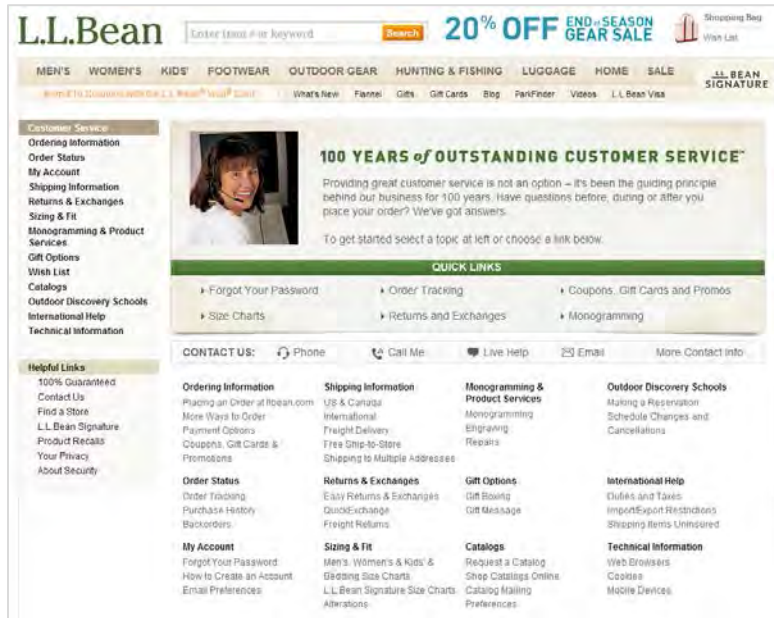 L.L.Bean
Enter item # or keyword
Search
20% OFF END of SEASON GEAR SALE
Shopping Bag
Wish List
MEN'S WOMEN'S KIDS' FOOTWEAR OUTDOOR GEAR HUNTING & FISHING LUGGAGE HOME SALE
L.L.BEAN SIGNATURE
What's New Flannel Gifts Gift Cards Blog ParkFinder Videos L.L.Bean Visa
Customer Service
Ordering Information
Order Status
My Account
Shipping Information
Returns & Exchanges
Sizing & Fit
Monogramming & Product
Services
Gift Options
Wish List
Catalogs
Outdoor Discovery Schools
International Help
Technical Information
Helpful Links
100% Guaranteed
Contact Us
Find a Store
L.L.Bean Signature
Product Recalls
Your Privacy
About Security
100 YEARS of OUTSTANDING CUSTOMER SERVICE™
Providing great customer service is not an option – it's been the guiding principle
behind our business for 100 years. Have questions before, during or after you
place your order? We've got answers.
To get started select a topic at left or choose a link below.
QUICK LINKS
Forgot Your Password
Order Tracking
Coupons, Gift Cards and Promos
Size Charts
Returns and Exchanges
Monogramming
CONTACT US: Phone Call Me Live Help Email More Contact Info
Ordering Information
Placing an Order at llbean.com
More Ways to Order
Payment Options
Coupons, Gift Cards &
Promotions
Shipping Information
US & Canada
International
Freight Delivery
Free Ship-to-Store
Shipping to Multiple Addresses
Monogramming &
Product Services
Monogramming
Engraving
Repairs
Outdoor Discovery Schools
Making a Reservation
Schedule Changes and
Cancellations
Order Status
Order Tracking
Purchase History
Backorders
Returns & Exchanges
Easy Returns & Exchanges
QuickExchange
Freight Returns
Gift Options
Gift Boxing
Gift Message
International Help
Duties and Taxes
Import/Export Restrictions
Shipping Items Uninsured
My Account
Forgot Your Password
How to Create an Account
Email Preferences
Sizing & Fit
Men's, Women's & Kids' &
Bedding Size Charts
L.L.Bean Signature Size Charts
Alterations
Catalogs
Request a Catalog
Shop Catalogs Online
Catalog Mailing
Preferences
Technical Information
Web Browsers
Cookies
Mobile Devices